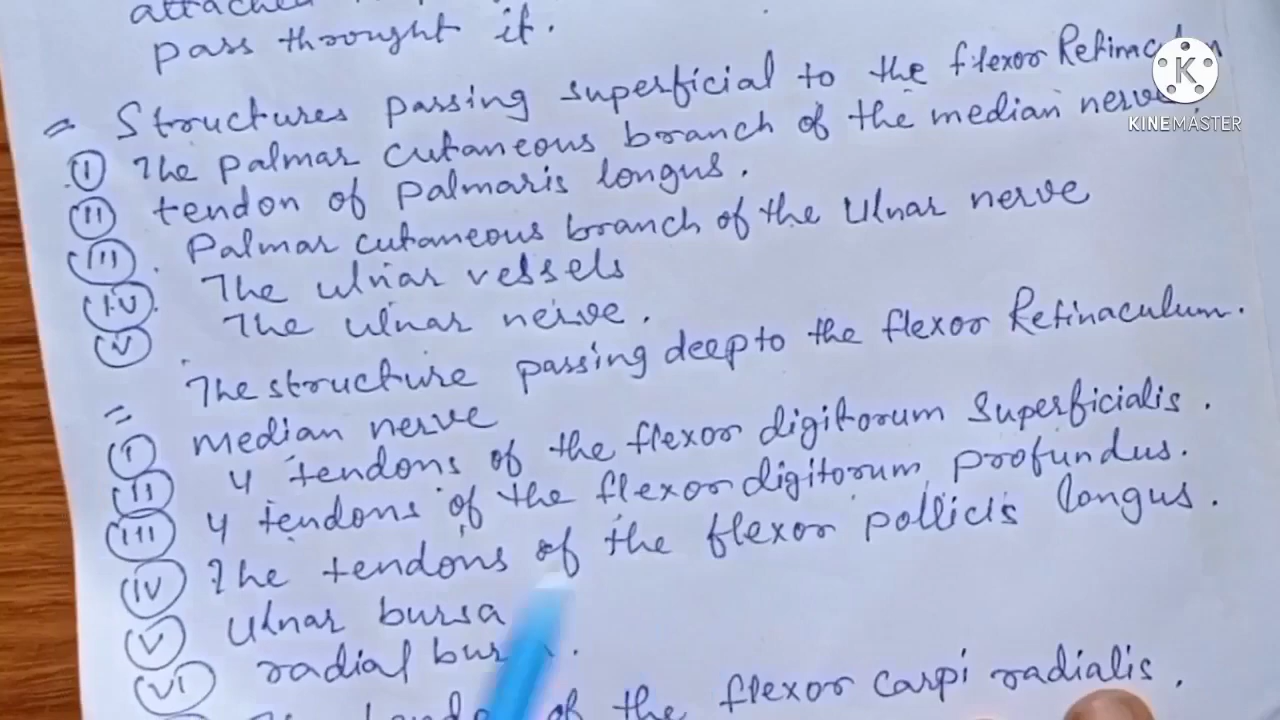 attached
pass throught it.
= Structures passing superficial to the flexor Retinaculum
I The palmar cutaneous branch of the median nerve.
II tendon of palmaris longus.
III. Palmar cutaneous branch of the Ulnar nerve
IV. The ulnar vessels
V The ulnar nerve.
= The structure passing deep to the flexor Retinaculum.
I Median nerve
II 4 tendons of the flexor digitorum Superficialis.
III 4 tendons of the flexor digitorum profundus.
IV The tendons of the flexor pollicis longus.
V Ulnar bursa
VI radial bur
of the flexor carpi radialis.
K
KINEMASTER